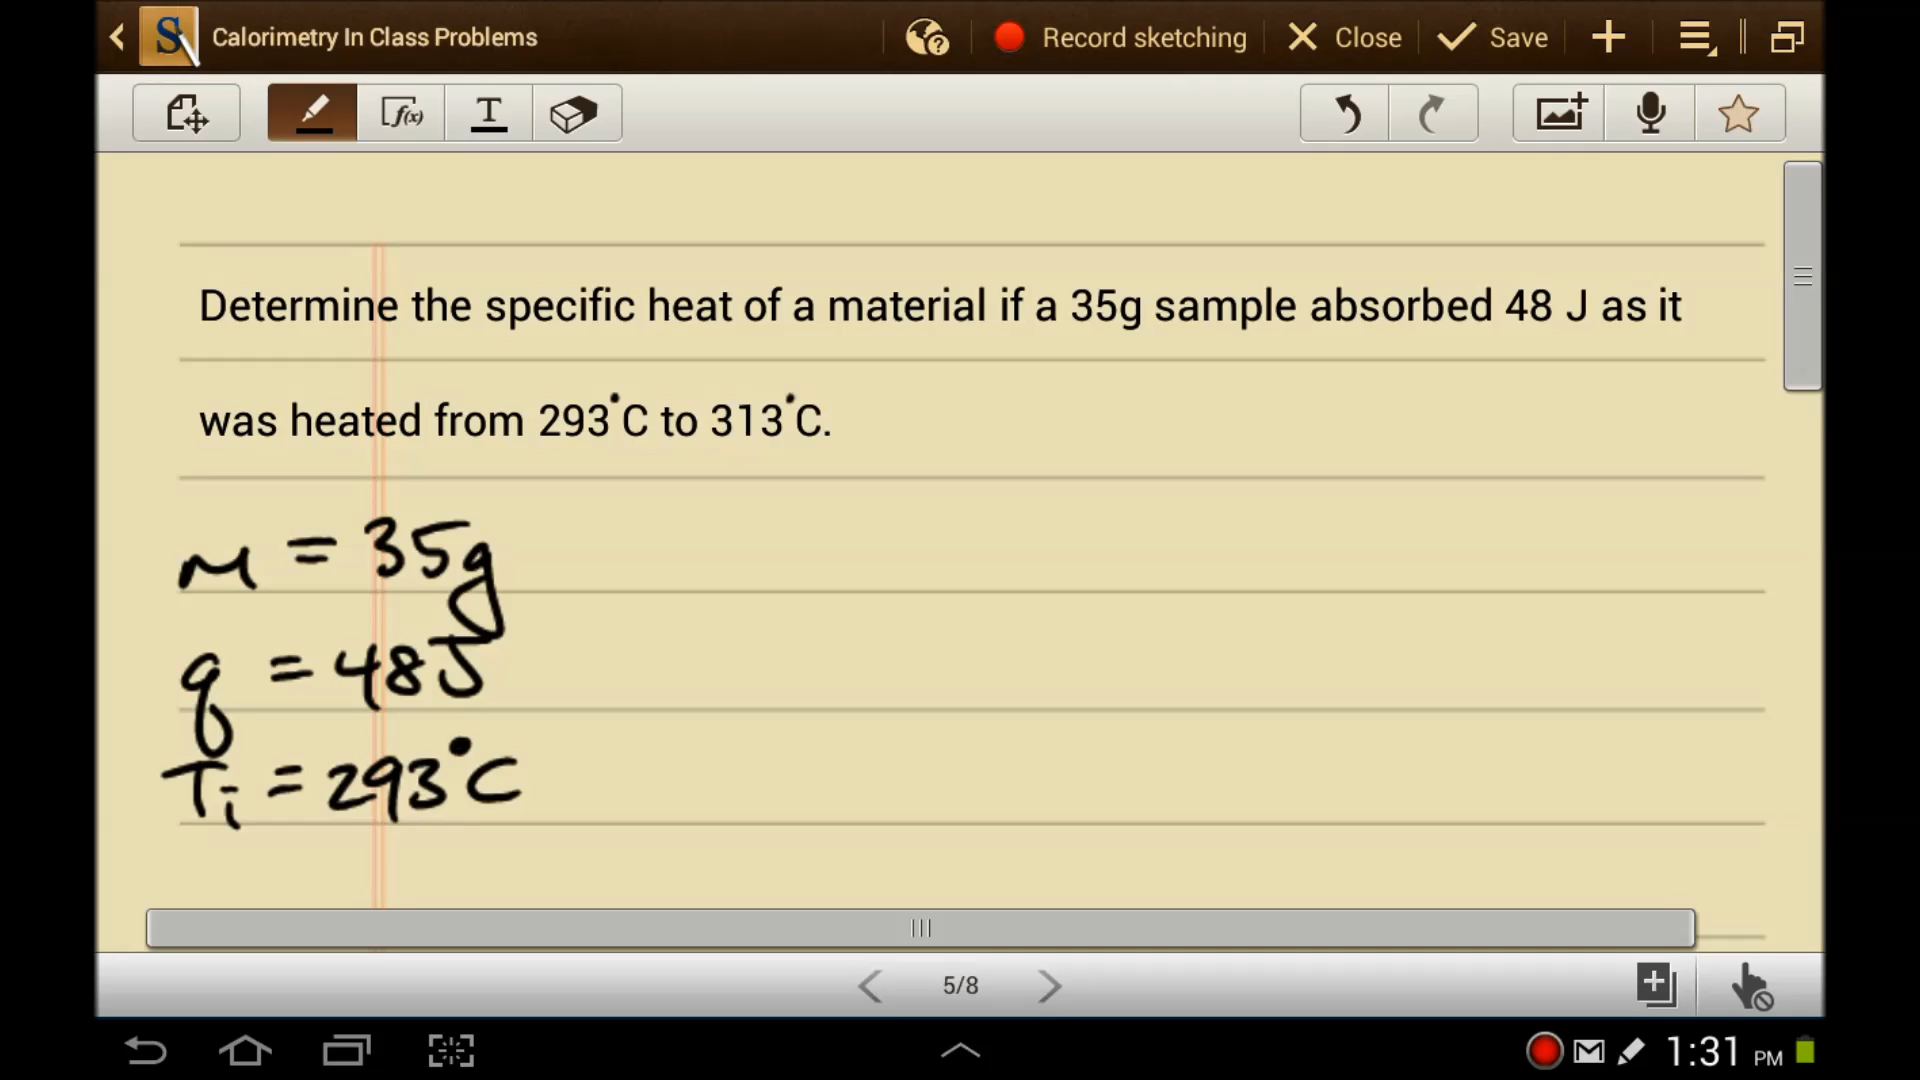 Calorimetry In Class Problems
Record sketching
Close
Save
f(x)
T
Determine the specific heat of a material if a 35g sample absorbed 48 J as it
was heated from 293°C to 313°C.
m = 35g
q = 48J
Ti = 293°C
5/8
1:31 PM